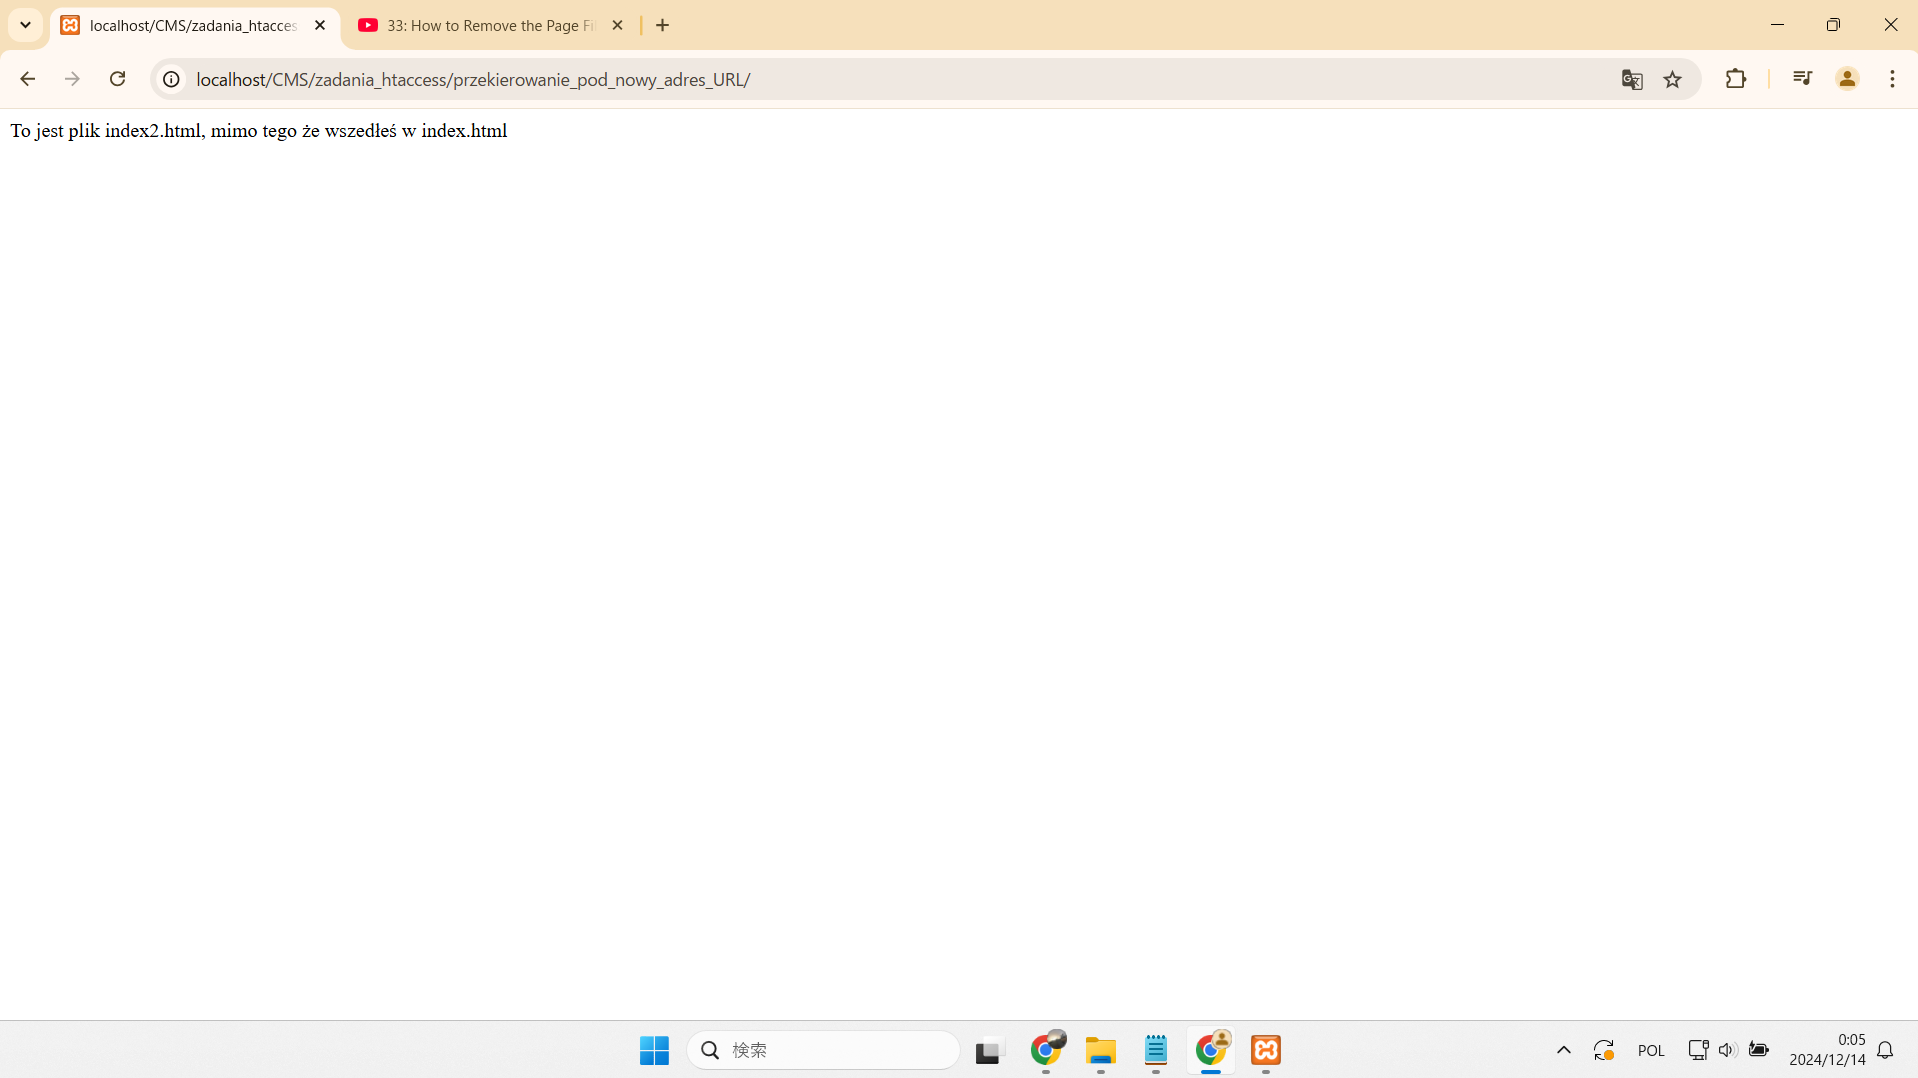 localhost/CMS/zadania_htacces
33: How to Remove the Page Fi
localhost/CMS/zadania_htaccess/przekierowanie_pod_nowy_adres_URL/
To jest plik index2.html, mimo tego że wszedłeś w index.html
検索
POL
0:05
2024/12/14